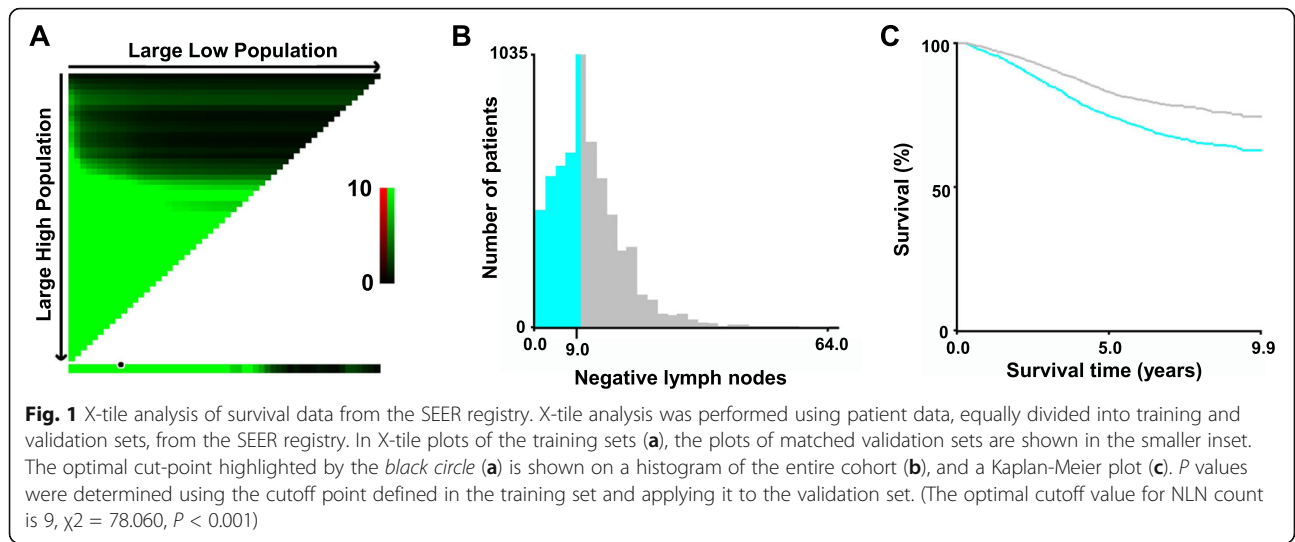 A
Large Low Population
Large High Population
10
0
B
1035
Number of patients
0
0.0
9.0
64.0
Negative lymph nodes
C
100
Survival (%)
50
0
0.0
5.0
9.9
Survival time (years)
Fig. 1 X-tile analysis of survival data from the SEER registry. X-tile analysis was performed using patient data, equally divided into training and
validation sets, from the SEER registry. In X-tile plots of the training sets (a), the plots of matched validation sets are shown in the smaller inset.
The optimal cut-point highlighted by the black circle (a) is shown on a histogram of the entire cohort (b), and a Kaplan-Meier plot (c). P values
were determined using the cutoff point defined in the training set and applying it to the validation set. (The optimal cutoff value for NLN count
is 9, χ2 = 78.060, P < 0.001)